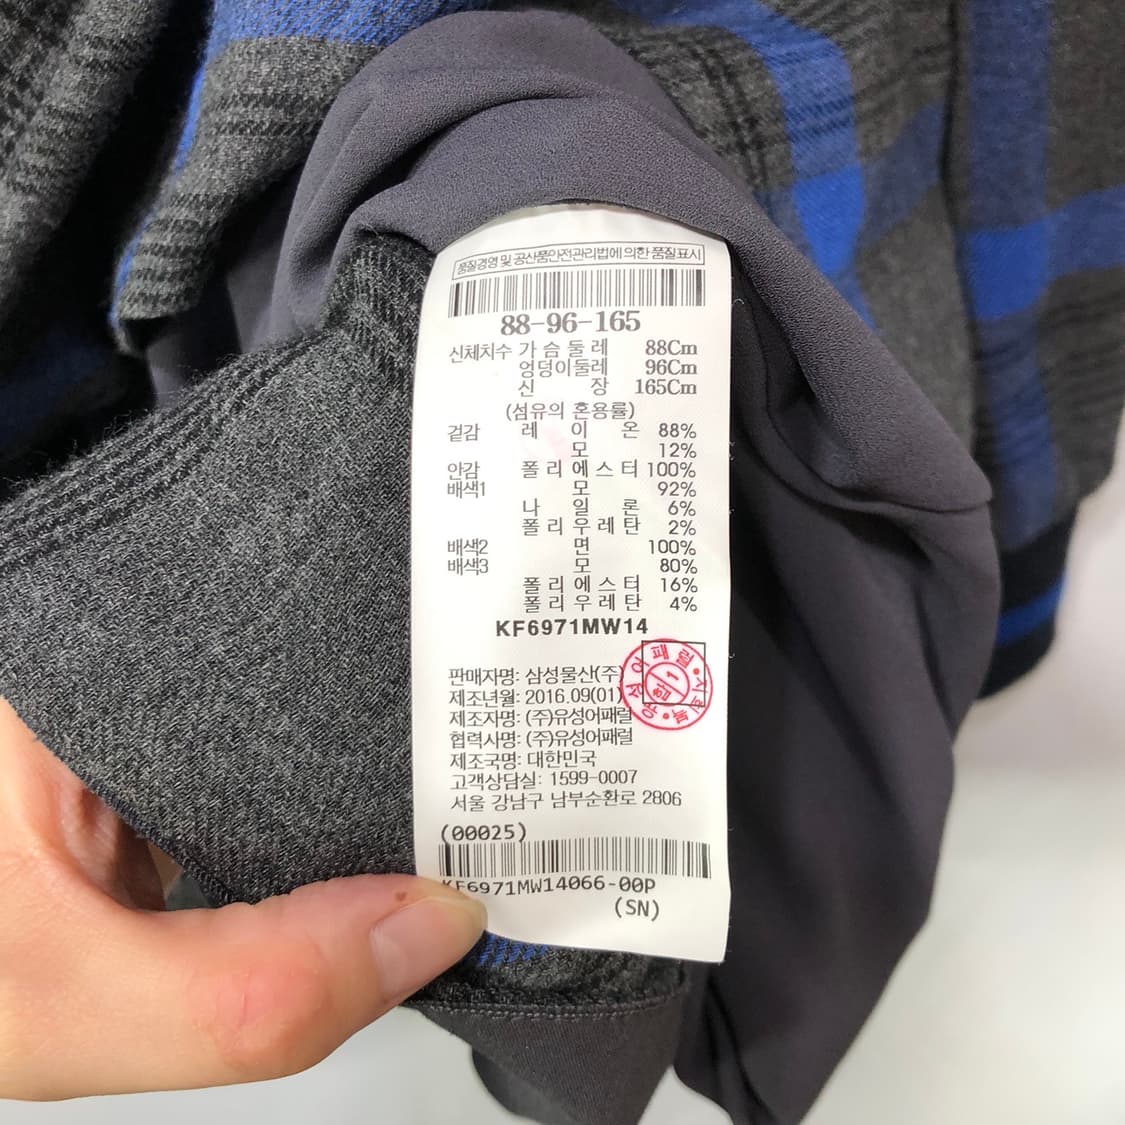 품질경영 및 공산품안전관리법에 의한 품질표시
88-96-165
신체치수 가 슴 둘 레 88Cm
엉덩이둘레 96Cm
신 장 165Cm
(섬유의 혼용률)
겉감 레 이 온 88%
모 12%
안감 폴 리 에 스 터 100%
배색1 모 92%
나 일 론 6%
폴 리 우 레 탄 2%
배색2 면 100%
배색3 모 80%
폴 리 에 스 터 16%
폴 리 우 레 탄 4%
KF6971MW14
판매자명: 삼성물산(주)
제조년월: 2016.09(01)
제조자명: (주)유성어패럴
협력사명: (주)유성어패럴
제조국명: 대한민국
고객상담실: 1599-0007
서울 강남구 남부순환로 2806
(00025)
KF6971MW14066-00P
(SN)